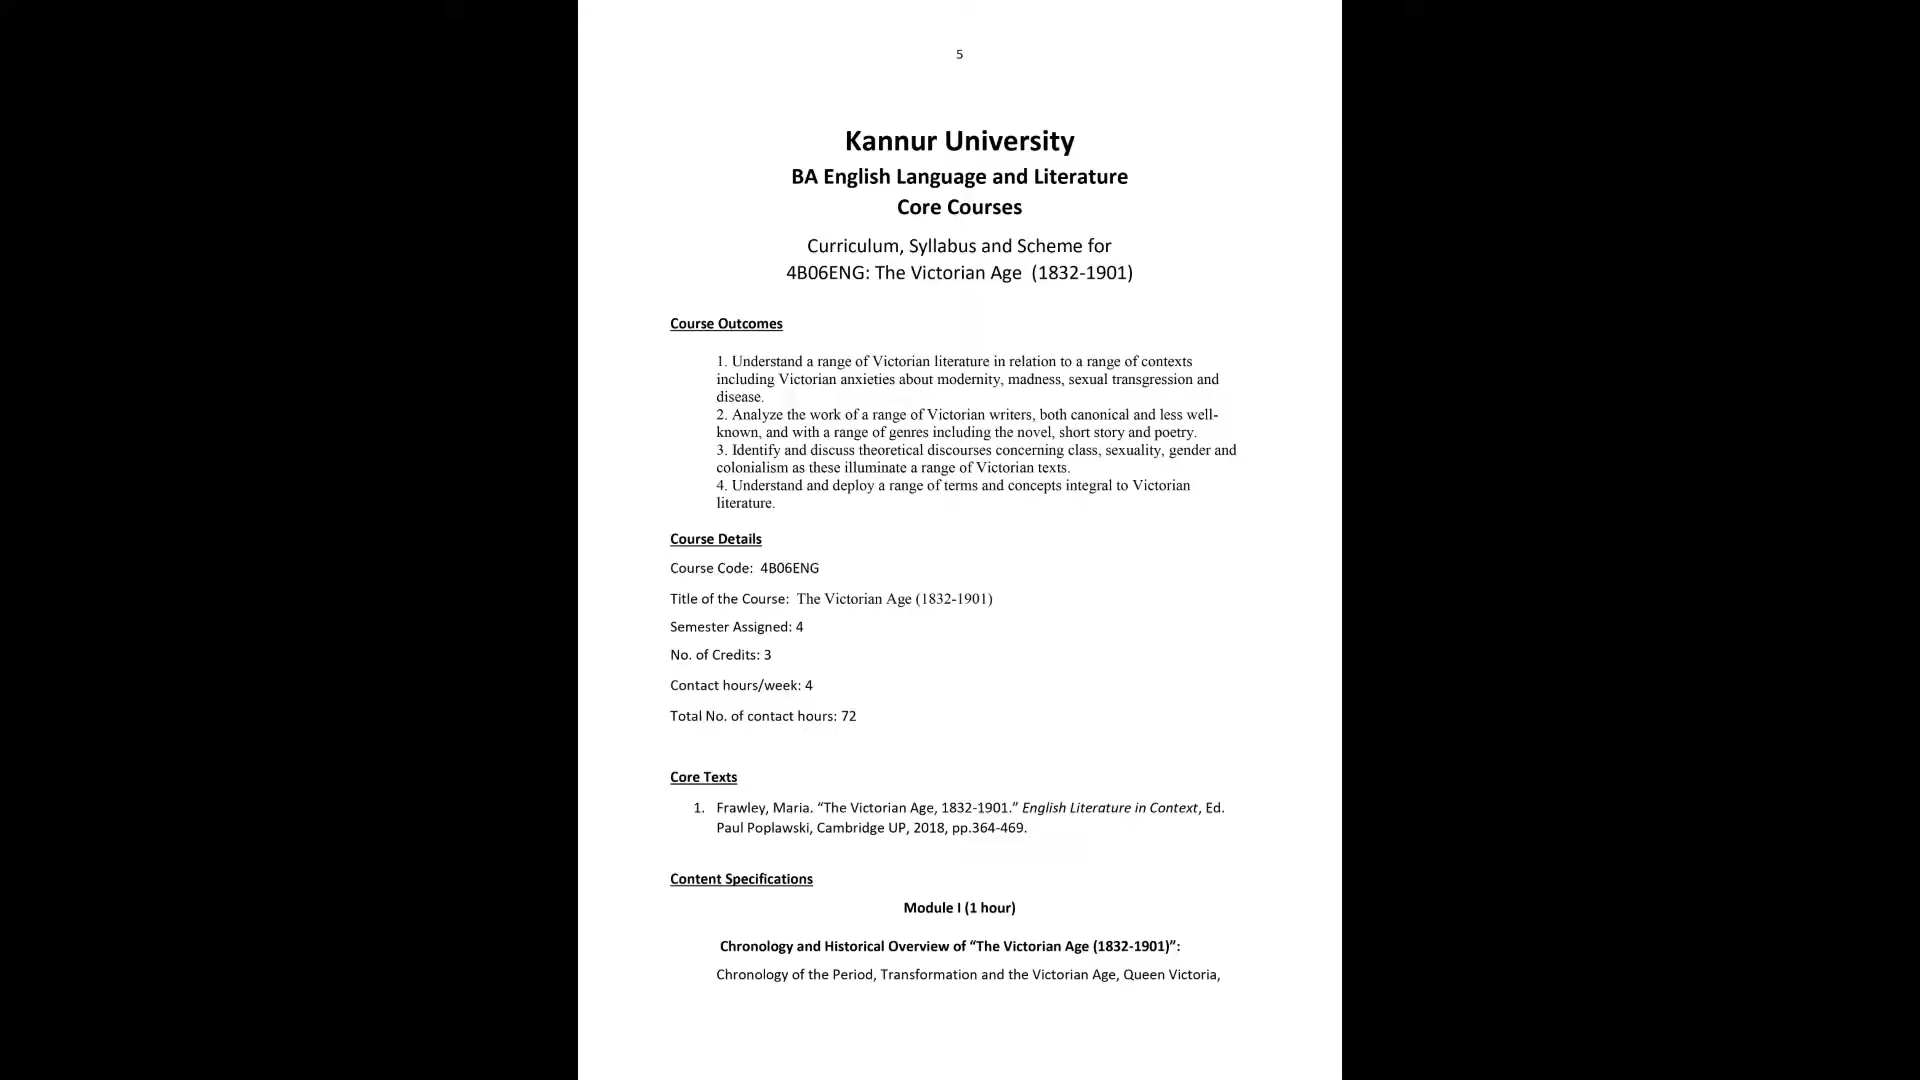 5
Kannur University
BA English Language and Literature
Core Courses
Curriculum, Syllabus and Scheme for
4B06ENG: The Victorian Age (1832-1901)
Course Outcomes
1. Understand a range of Victorian literature in relation to a range of contexts
including Victorian anxieties about modernity, madness, sexual transgression and
disease.
2. Analyze the work of a range of Victorian writers, both canonical and less well-
known, and with a range of genres including the novel, short story and poetry.
3. Identify and discuss theoretical discourses concerning class, sexuality, gender and
colonialism as these illuminate a range of Victorian texts.
4. Understand and deploy a range of terms and concepts integral to Victorian
literature.
Course Details
Course Code: 4B06ENG
Title of the Course: The Victorian Age (1832-1901)
Semester Assigned: 4
No. of Credits: 3
Contact hours/week: 4
Total No. of contact hours: 72
Core Texts
1. Frawley, Maria. “The Victorian Age, 1832-1901.” English Literature in Context, Ed.
Paul Poplawski, Cambridge UP, 2018, pp.364-469.
Content Specifications
Module I (1 hour)
Chronology and Historical Overview of “The Victorian Age (1832-1901)”:
Chronology of the Period, Transformation and the Victorian Age, Queen Victoria,